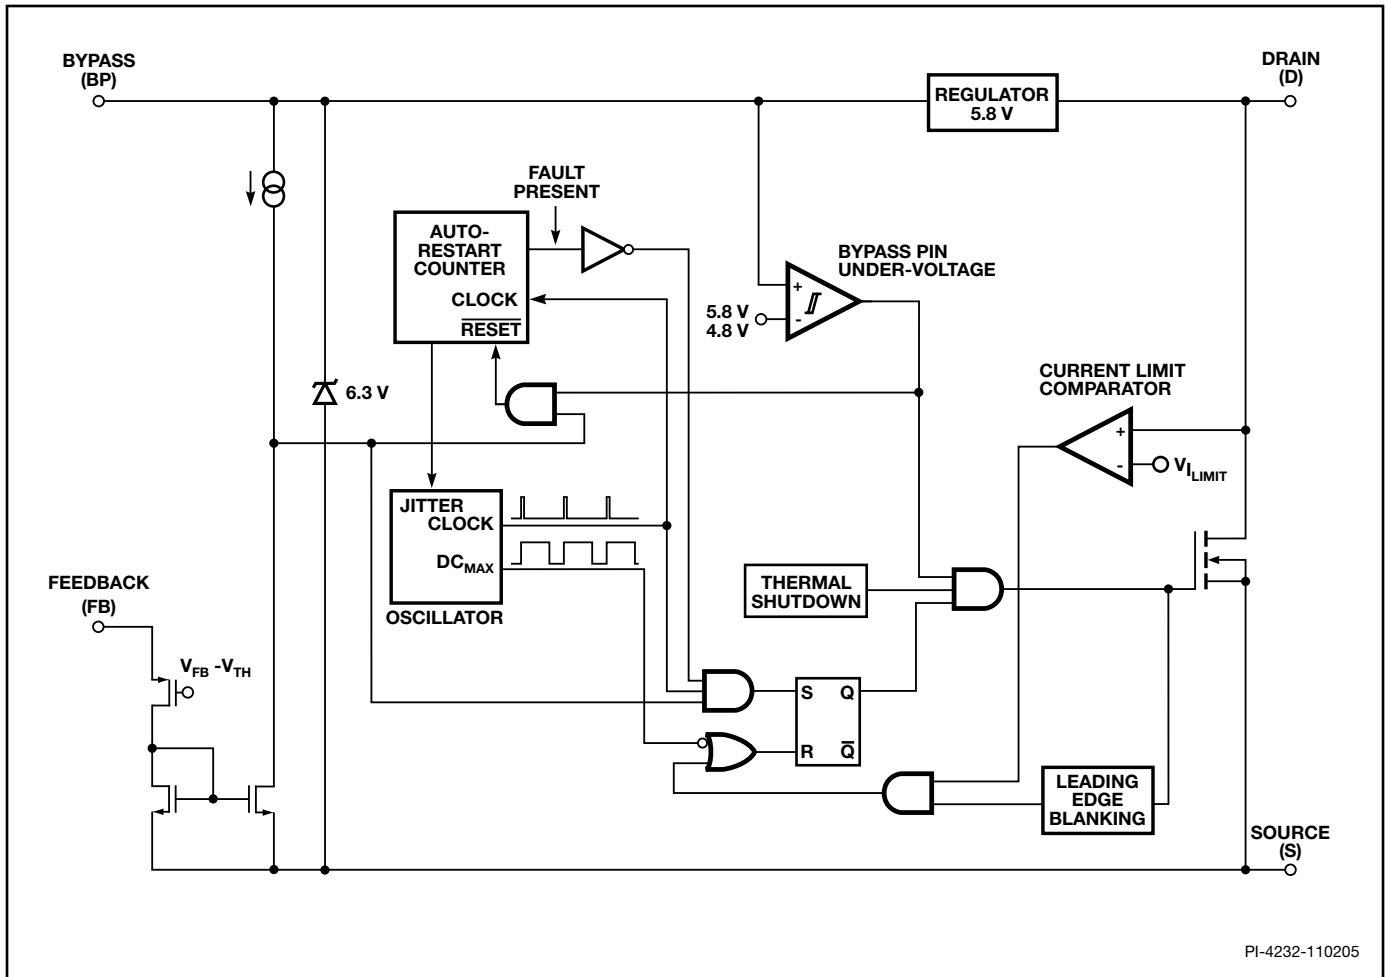 BYPASS
(BP)
DRAIN
(D)
REGULATOR
5.8 V
FAULT
PRESENT
AUTO-
RESTART
COUNTER
CLOCK
RESET
BYPASS PIN
UNDER-VOLTAGE
+
-
5.8 V
4.8 V
6.3 V
CURRENT LIMIT
COMPARATOR
+
-
VILIMIT
JITTER
CLOCK
DCMAX
OSCILLATOR
THERMAL
SHUTDOWN
FEEDBACK
(FB)
VFB -VTH
S Q
R Q
LEADING
EDGE
BLANKING
SOURCE
(S)
PI-4232-110205